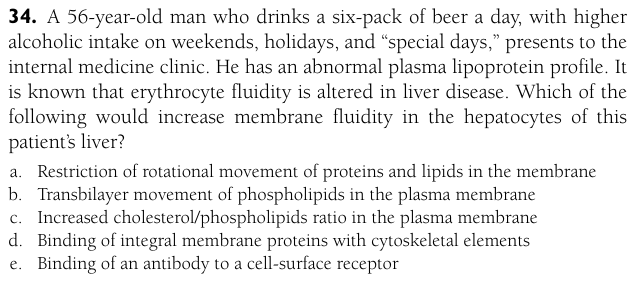 34. A 56-year-old man who drinks a six-pack of beer a day, with higher
alcoholic intake on weekends, holidays, and “special days,” presents to the
internal medicine clinic. He has an abnormal plasma lipoprotein profile. It
is known that erythrocyte fluidity is altered in liver disease. Which of the
following would increase membrane fluidity in the hepatocytes of this
patient’s liver?
a. Restriction of rotational movement of proteins and lipids in the membrane
b. Transbilayer movement of phospholipids in the plasma membrane
c. Increased cholesterol/phospholipids ratio in the plasma membrane
d. Binding of integral membrane proteins with cytoskeletal elements
e. Binding of an antibody to a cell-surface receptor